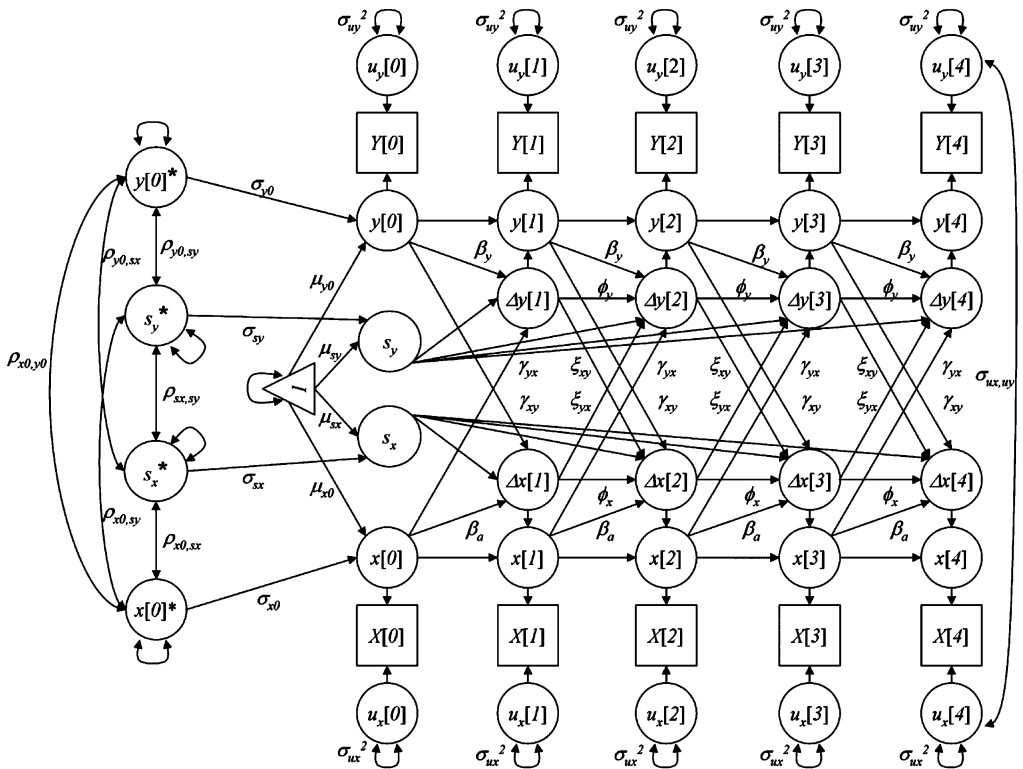 σuy² σuy² σuy² σuy² σuy²
uy[0] uy[1] uy[2] uy[3] uy[4]
Y[0] Y[1] Y[2] Y[3] Y[4]
y[0]* σy0 y[0] y[1] y[2] y[3] y[4]
ρy0,sx ρy0,sy βy βy βy βy
μy0 Δy[1] ϕy Δy[2] ϕy Δy[3] ϕy Δy[4]
sy* σsy μsy sy
ρx0,y0 γyx ξxy γyx ξxy γyx ξxy γyx σux,uy
ρsx,sy 1 γxy ξyx γxy ξyx γxy ξyx γxy
μsx sx
sx* σsx μx0 Δx[1] ϕx Δx[2] ϕx Δx[3] ϕx Δx[4]
ρx0,sy ρx0,sx βa βa βa βa
x[0]* σx0 x[0] x[1] x[2] x[3] x[4]
X[0] X[1] X[2] X[3] X[4]
ux[0] ux[1] ux[2] ux[3] ux[4]
σux² σux² σux² σux² σux²